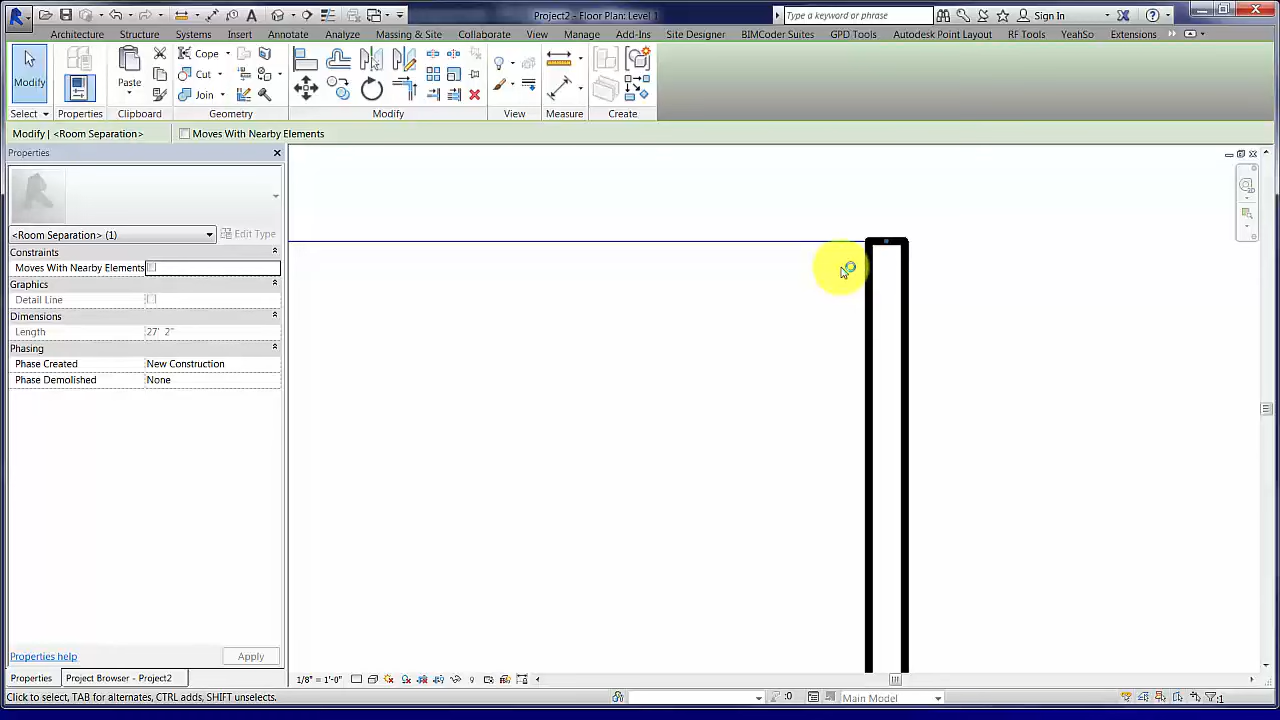 Project2 - Floor Plan: Level 1
Type a keyword or phrase
Sign In
Architecture Structure Systems Insert Annotate Analyze Massing & Site Collaborate View Manage Add-Ins Site Designer BIMCoder Suites GPD Tools Autodesk Point Layout RF Tools YeahSo Extensions
Modify
Paste
Cope
Cut
Join
Select Properties Clipboard Geometry Modify View Measure Create
Modify | <Room Separation> Moves With Nearby Elements
Properties
<Room Separation> (1) Edit Type
Constraints
Moves With Nearby Elements
Graphics
Detail Line
Dimensions
Length 27' 2"
Phasing
Phase Created New Construction
Phase Demolished None
Properties help Apply
Properties Project Browser - Project2
1/8" = 1'-0"
Click to select, TAB for alternates, CTRL adds, SHIFT unselects.
:0
Main Model
:1